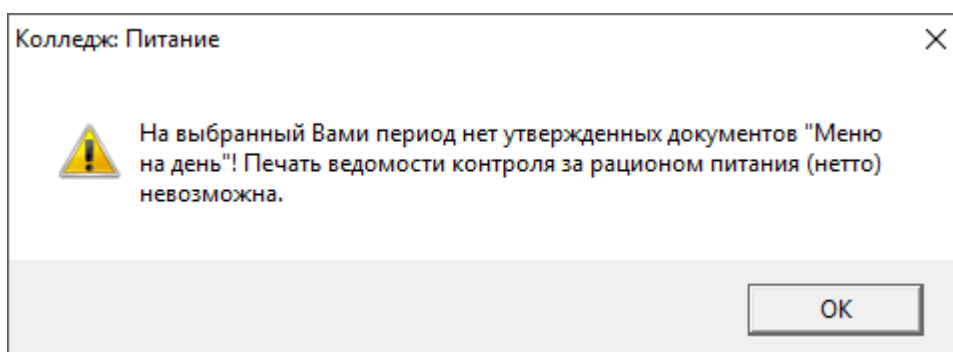 Колледж: Питание
На выбранный Вами период нет утвержденных документов "Меню
на день"! Печать ведомости контроля за рационом питания (нетто)
невозможна.
OK